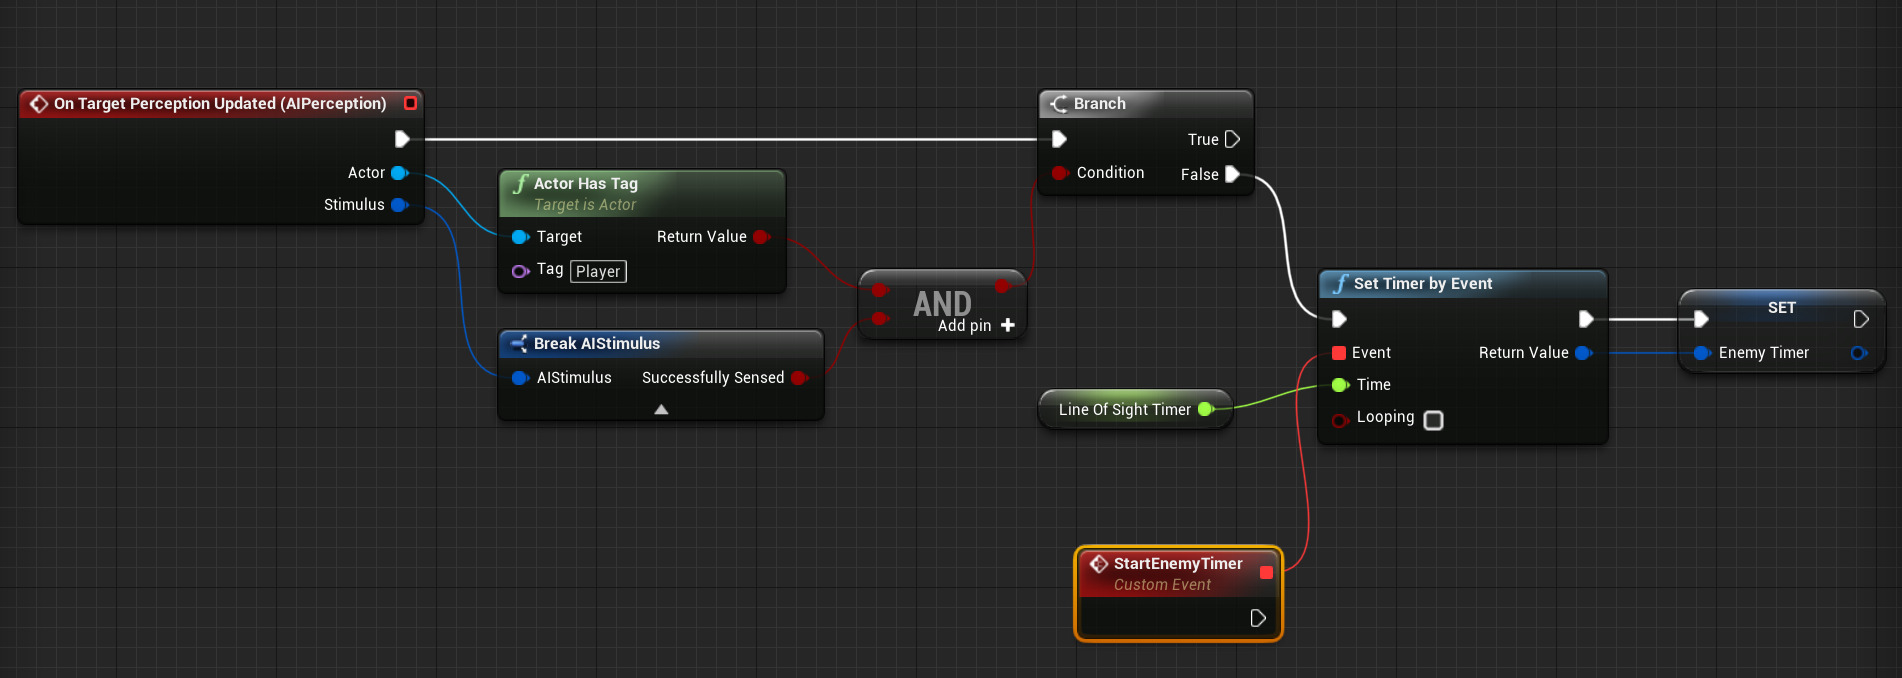 On Target Perception Updated (AIPerception)
Actor
Stimulus
Actor Has Tag
Target is Actor
Target
Return Value
Tag
Player
Break AIStimulus
AIStimulus
Successfully Sensed
AND
Add pin
Branch
True
Condition
False
Line Of Sight Timer
Set Timer by Event
Event
Return Value
Time
Looping
SET
Enemy Timer
StartEnemyTimer
Custom Event